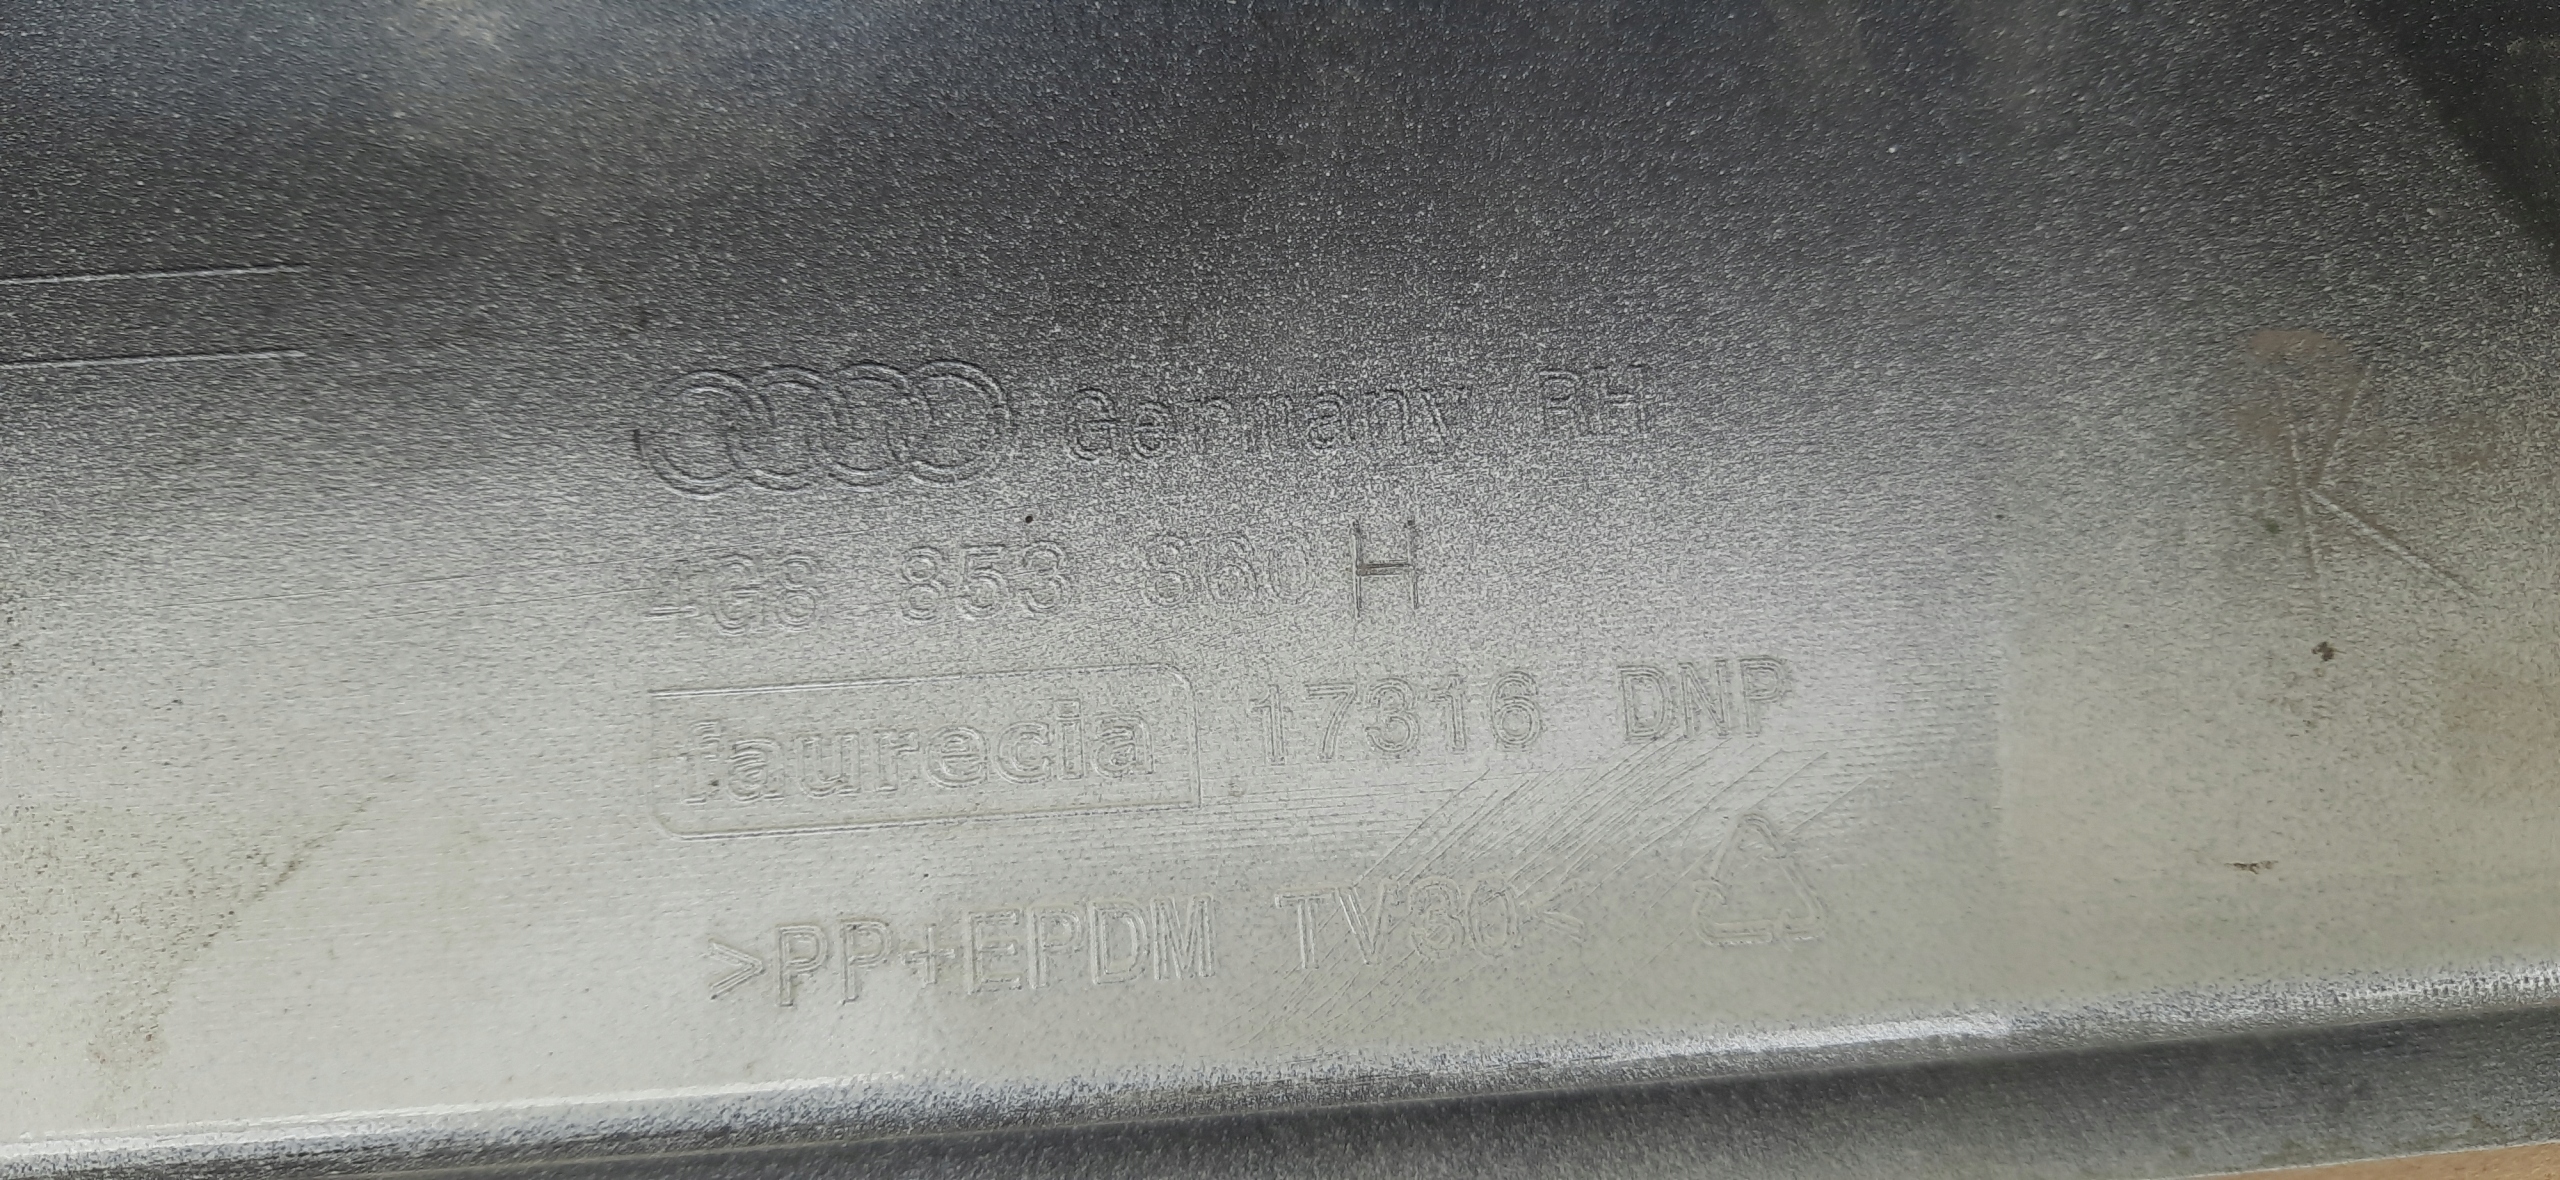 Germany RH
4G8 853 860 H
faurecia 17316 DNP
>PP+EPDM TV30<
K